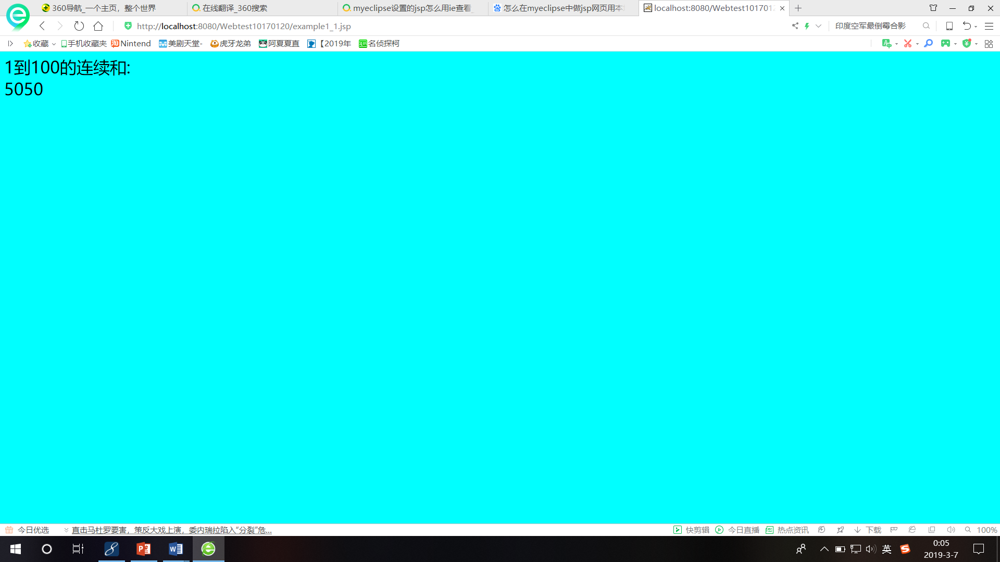 360导航_一个主页，整个世界
在线翻译_360搜索
myeclipse设置的jsp怎么用ie查看_
怎么在myeclipse中做jsp网页用本
localhost:8080/Webtest1017012
http://localhost:8080/Webtest10170120/example1_1.jsp
印度空军最倒霉合影
收藏
手机收藏夹
Nintend
美剧天堂-
虎牙龙弟
阿夏夏直
【2019年
名侦探柯
1到100的连续和:
5050
今日优选
直击马杜罗要害，策反大戏上演，委内瑞拉陷入“分裂”危...
快剪辑
今日直播
热点资讯
下载
100%
英
0:05
2019-3-7